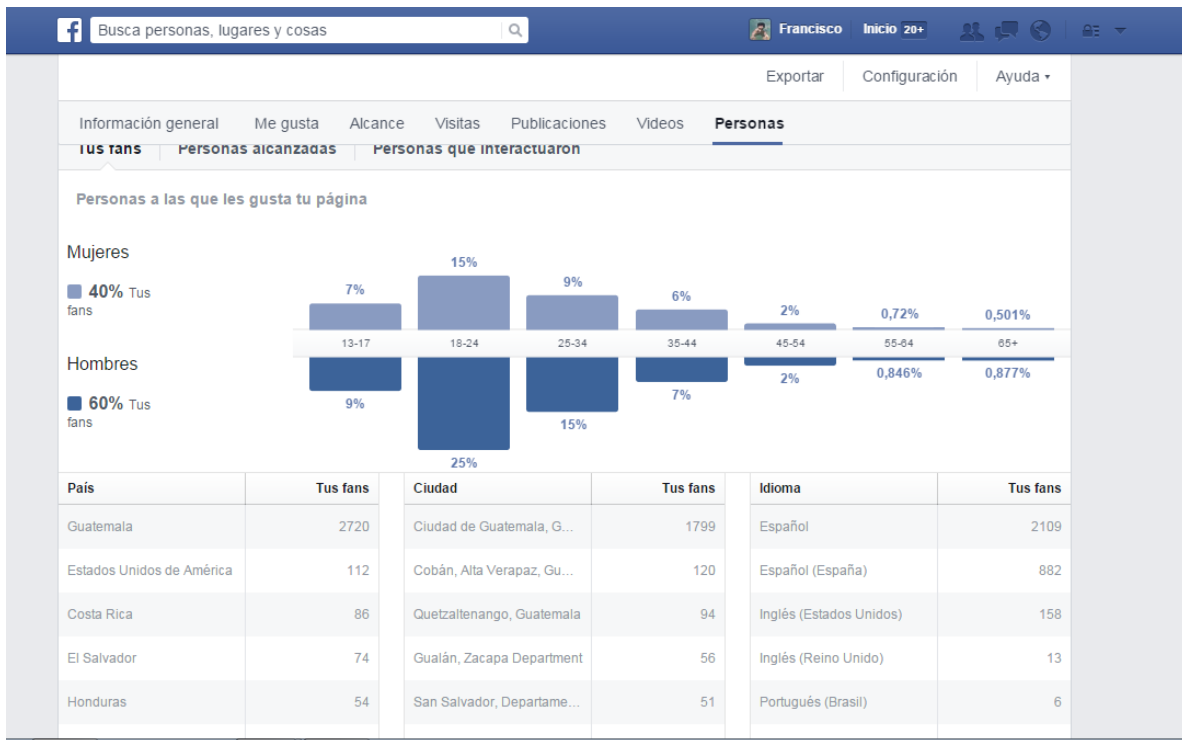 f
Busca personas, lugares y cosas
Francisco Inicio 20+
Exportar Configuración Ayuda
Información general Me gusta Alcance Visitas Publicaciones Videos Personas
Tus fans Personas alcanzadas Personas que interactuaron
Personas a las que les gusta tu página
Mujeres
40% Tus
fans
7% 15% 9% 6% 2% 0,72% 0,501%
13-17 18-24 25-34 35-44 45-54 55-64 65+
Hombres
60% Tus
fans
9% 25% 15% 7% 2% 0,846% 0,877%
País Tus fans Ciudad Tus fans Idioma Tus fans
Guatemala 2720 Ciudad de Guatemala, G... 1799 Español 2109
Estados Unidos de América 112 Cobán, Alta Verapaz, Gu... 120 Español (España) 882
Costa Rica 86 Quetzaltenango, Guatemala 94 Inglés (Estados Unidos) 158
El Salvador 74 Gualán, Zacapa Department 56 Inglés (Reino Unido) 13
Honduras 54 San Salvador, Departame... 51 Portugués (Brasil) 6